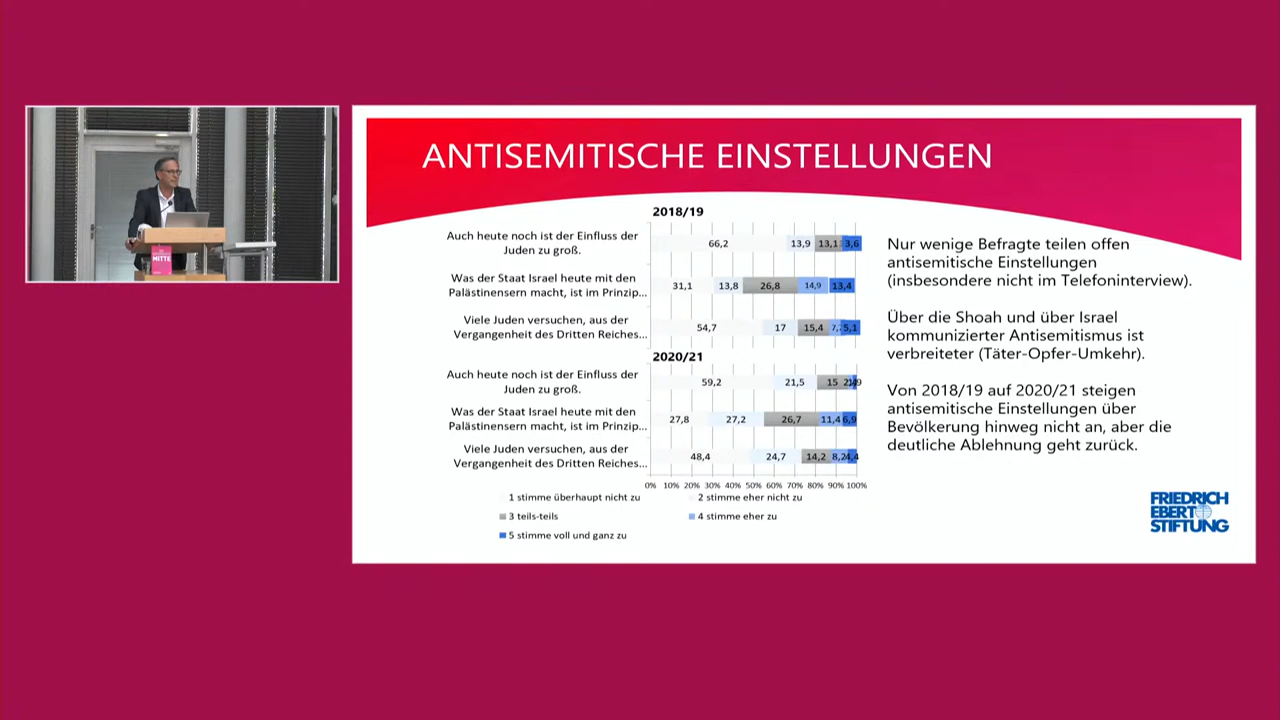 ANTISEMITISCHE EINSTELLUNGEN
2018/19
Auch heute noch ist der Einfluss der
Juden zu groß.
66,2 13,9 13,1 3,6
Was der Staat Israel heute mit den
Palästinensern macht, ist im Prinzip...
31,1 13,8 26,8 14,9 13,4
Viele Juden versuchen, aus der
Vergangenheit des Dritten Reiches...
54,7 17 15,4 5,1
2020/21
Auch heute noch ist der Einfluss der
Juden zu groß.
59,2 21,5 15
Was der Staat Israel heute mit den
Palästinensern macht, ist im Prinzip...
27,8 27,2 26,7 11,4 6,9
Viele Juden versuchen, aus der
Vergangenheit des Dritten Reiches...
48,4 24,7 14,2 8,2 4,4
0% 10% 20% 30% 40% 50% 60% 70% 80% 90% 100%
1 stimme überhaupt nicht zu 2 stimme eher nicht zu
3 teils-teils 4 stimme eher zu
5 stimme voll und ganz zu
Nur wenige Befragte teilen offen
antisemitische Einstellungen
(insbesondere nicht im Telefoninterview).
Über die Shoah und über Israel
kommunizierter Antisemitismus ist
verbreiteter (Täter-Opfer-Umkehr).
Von 2018/19 auf 2020/21 steigen
antisemitische Einstellungen über
Bevölkerung hinweg nicht an, aber die
deutliche Ablehnung geht zurück.
FRIEDRICH
EBERT
STIFTUNG
MITTE